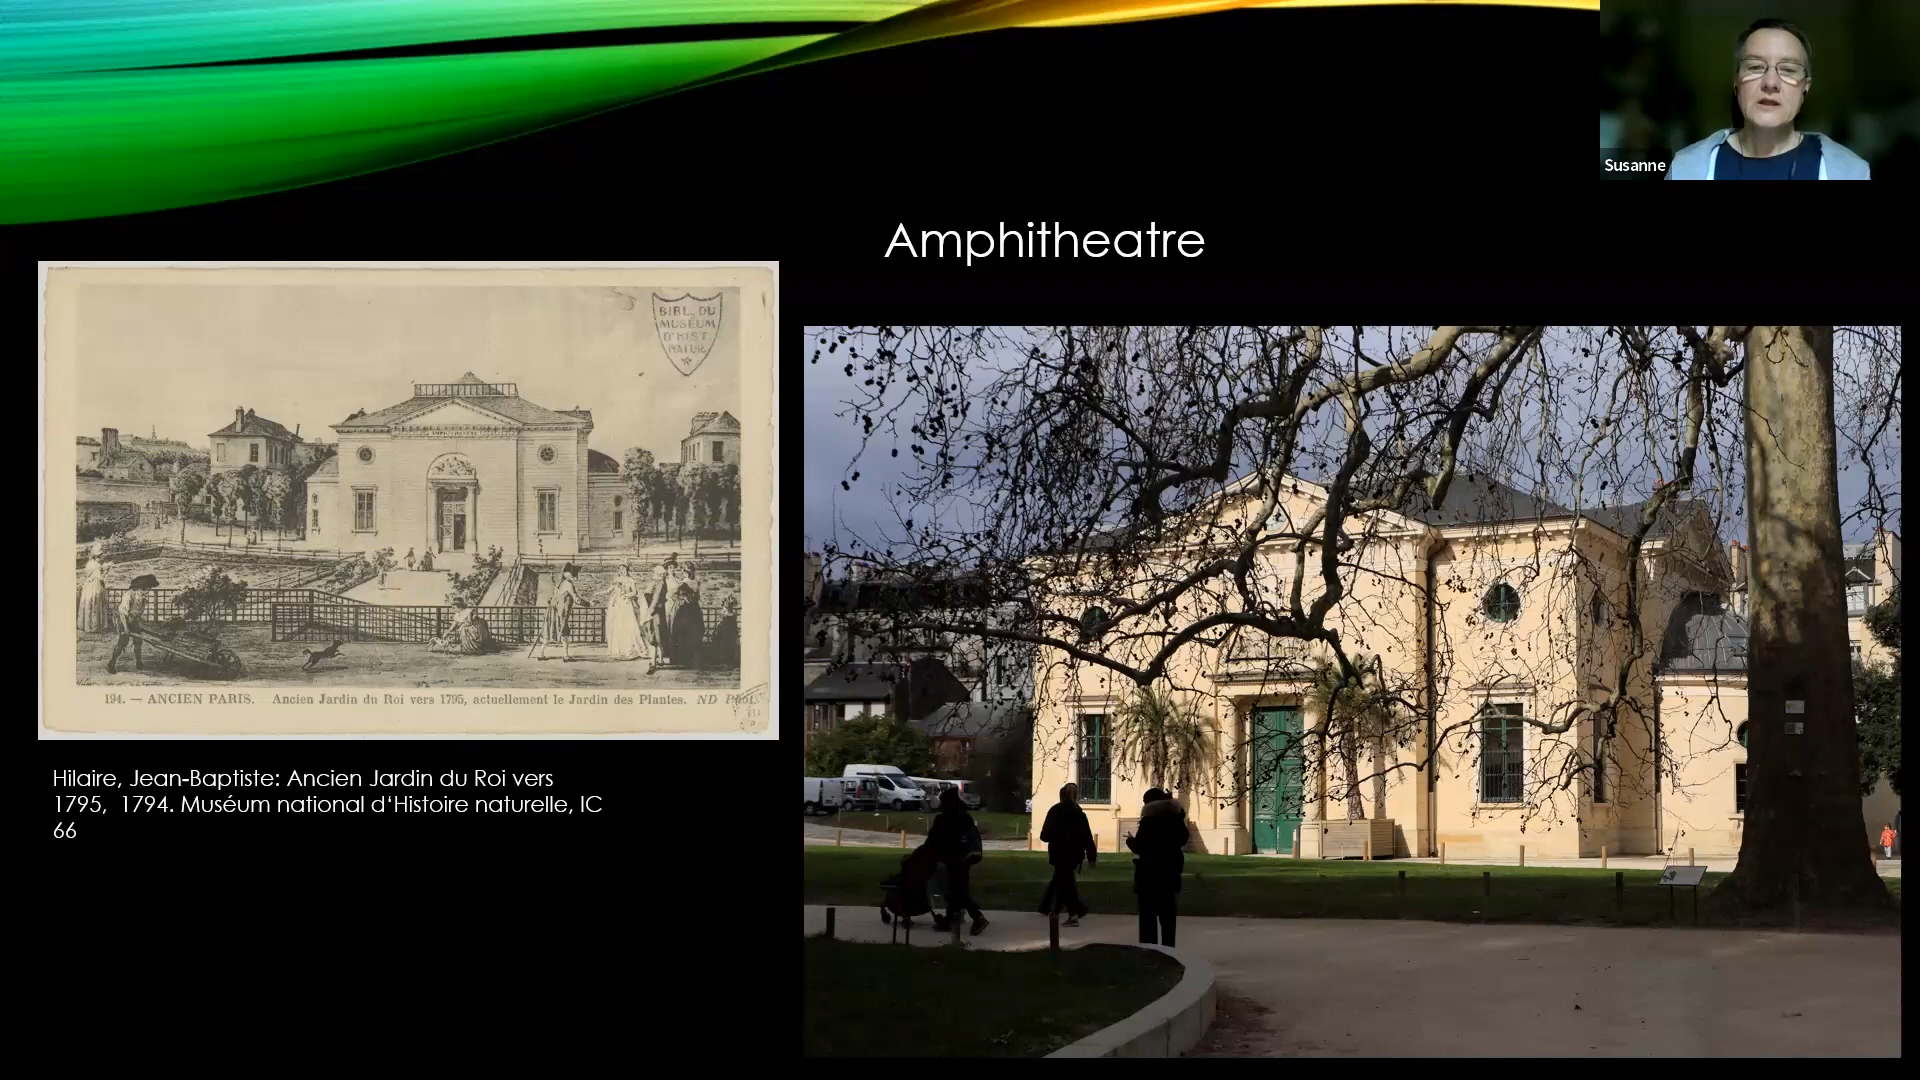 Susanne
Amphitheatre
BIBL. DU
MUSÉUM
D'HIST.
NATUR.
194. — ANCIEN PARIS. Ancien Jardin du Roi vers 1795, actuellement le Jardin des Plantes. ND
Hilaire, Jean-Baptiste: Ancien Jardin du Roi vers
1795, 1794. Muséum national d‘Histoire naturelle, IC
66